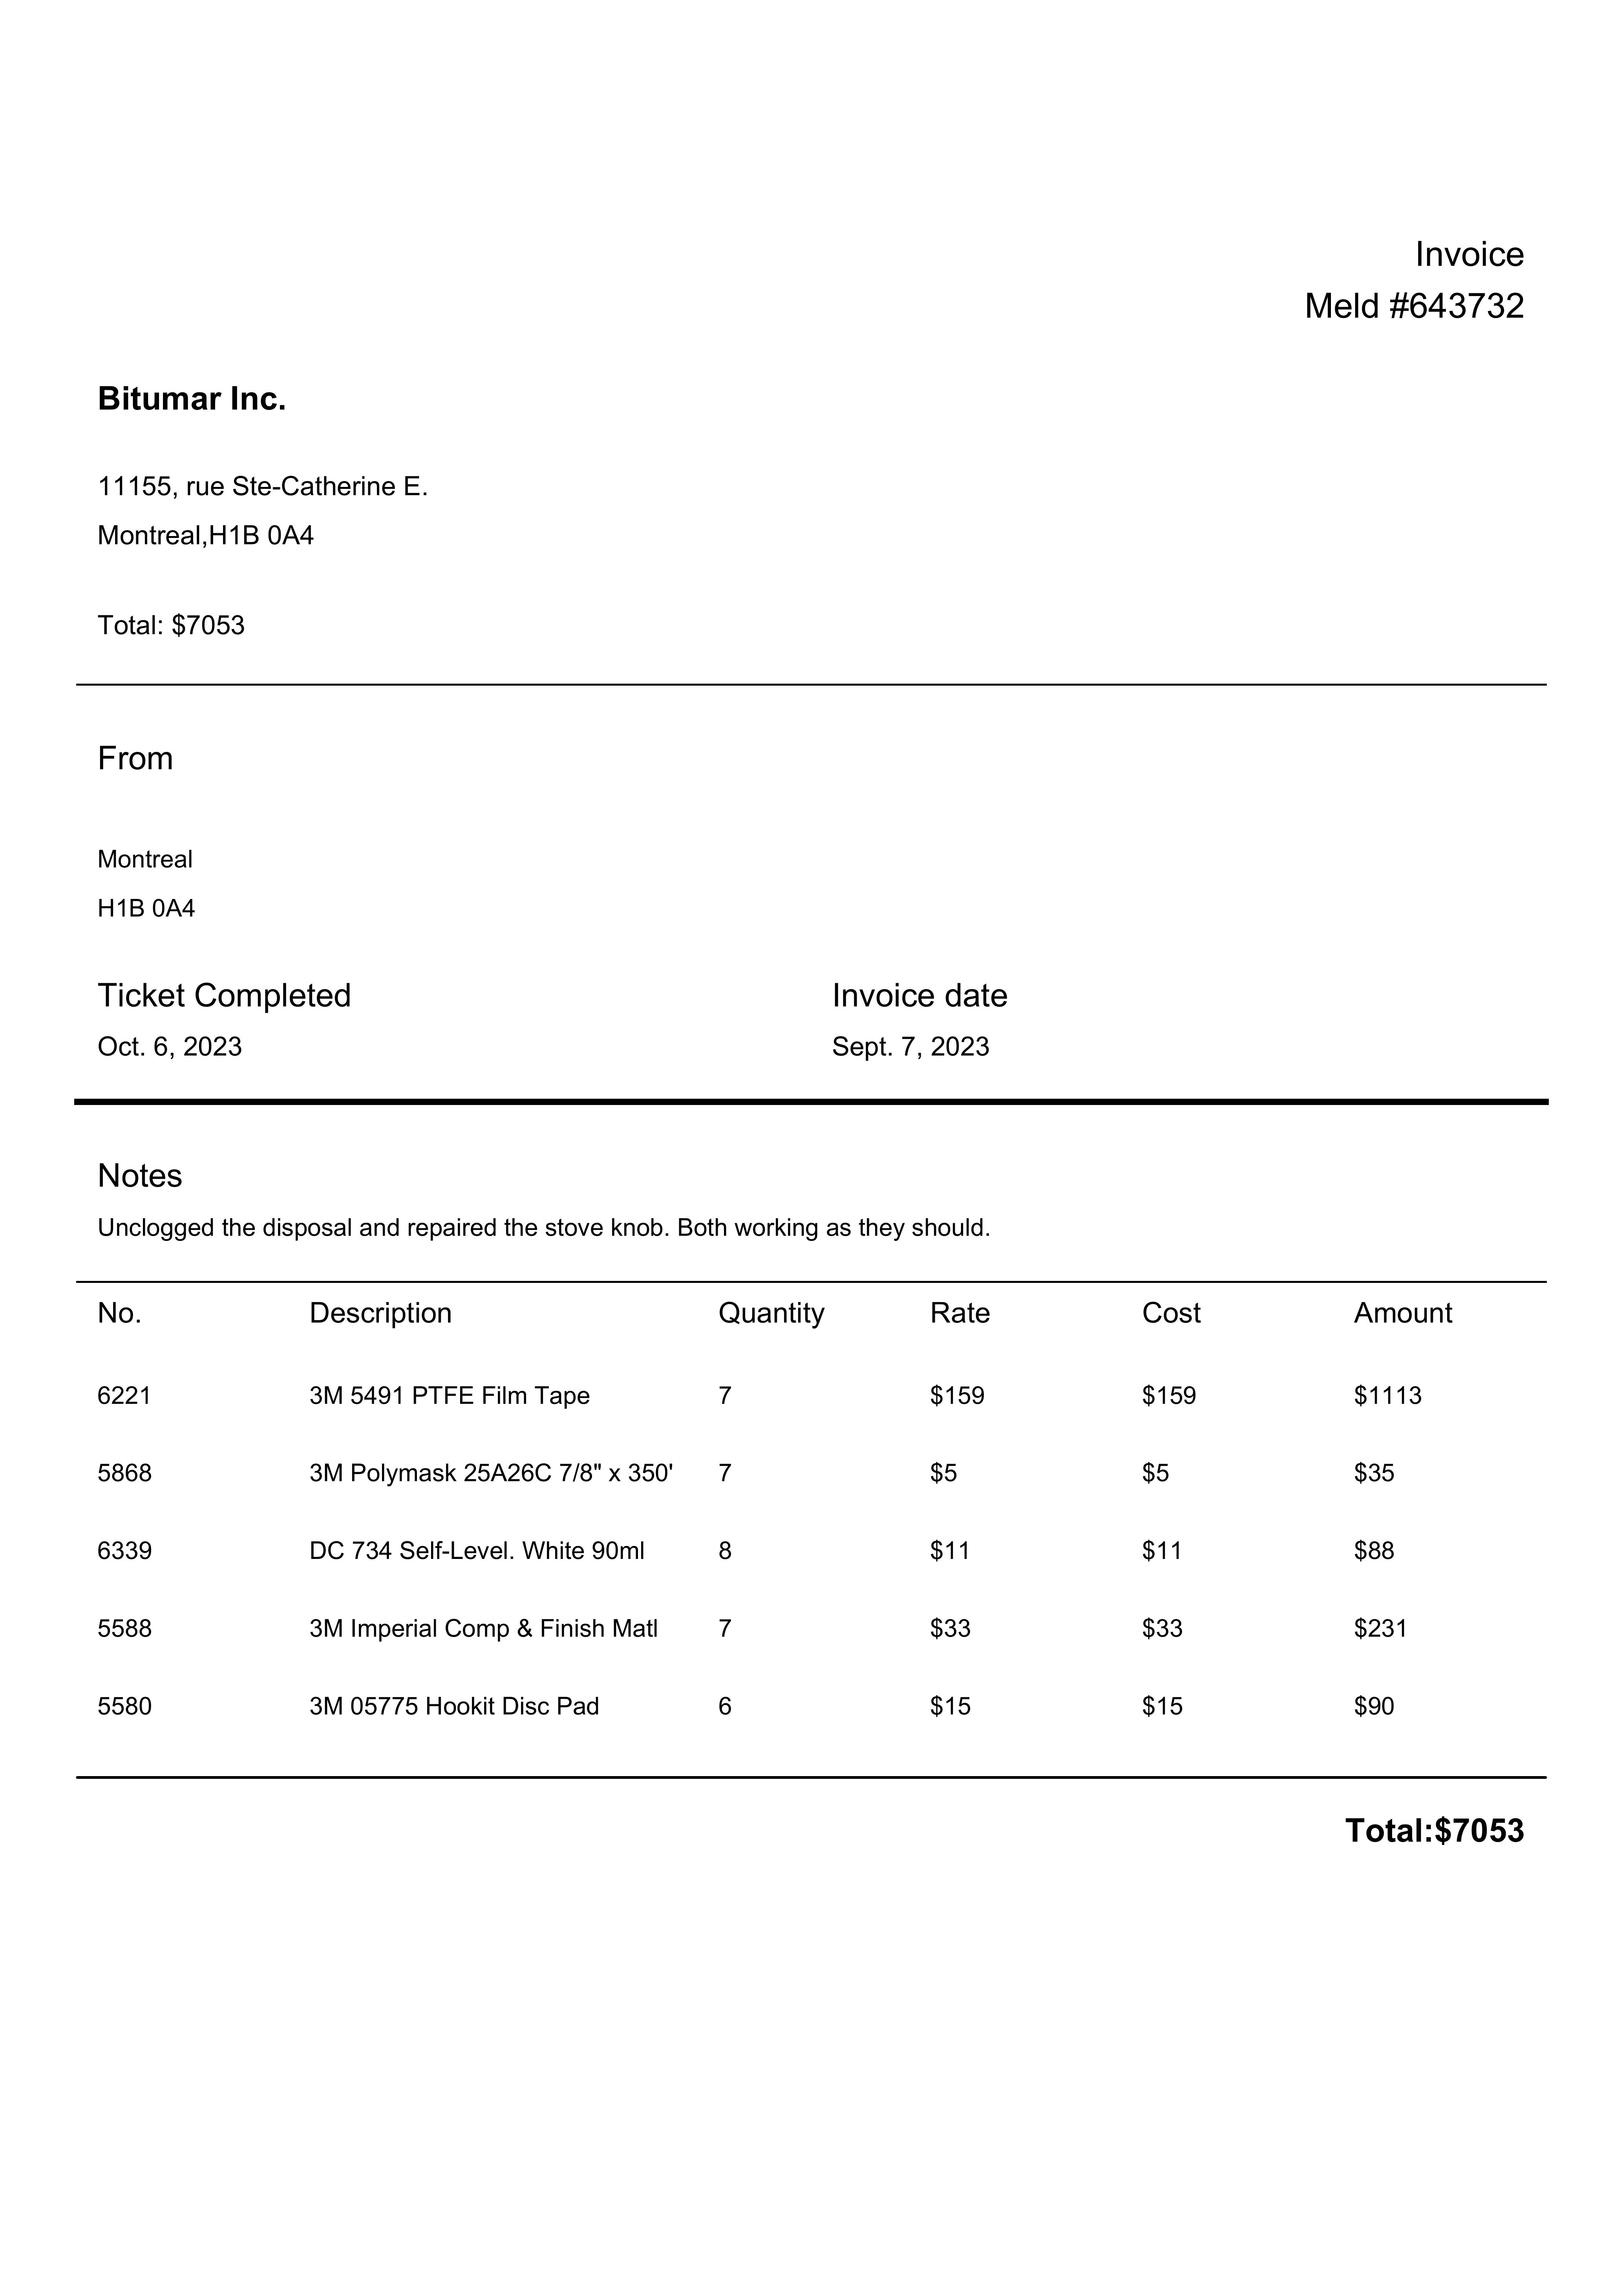 Invoice
Meld #643732
Bitumar Inc.
11155, rue Ste-Catherine E.
Montreal,H1B 0A4
Total: $7053
From
Montreal
H1B 0A4
Ticket Completed Invoice date
Oct. 6, 2023 Sept. 7, 2023
Notes
Unclogged the disposal and repaired the stove knob. Both working as they should.
No. Description Quantity Rate Cost Amount
6221 3M 5491 PTFE Film Tape 7 $159 $159 $1113
5868 3M Polymask 25A26C 7/8" x 350' 7 $5 $5 $35
6339 DC 734 Self-Level. White 90ml 8 $11 $11 $88
5588 3M Imperial Comp & Finish Matl 7 $33 $33 $231
5580 3M 05775 Hookit Disc Pad 6 $15 $15 $90
Total:$7053